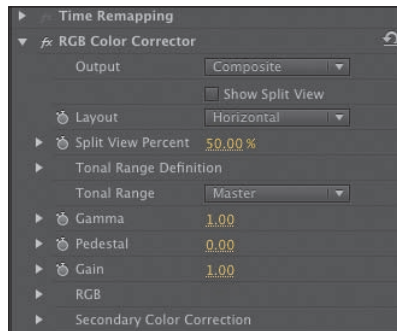 Time Remapping
fx RGB Color Corrector
Output Composite
Show Split View
Layout Horizontal
Split View Percent 50.00 %
Tonal Range Definition
Tonal Range Master
Gamma 1.00
Pedestal 0.00
Gain 1.00
RGB
Secondary Color Correction